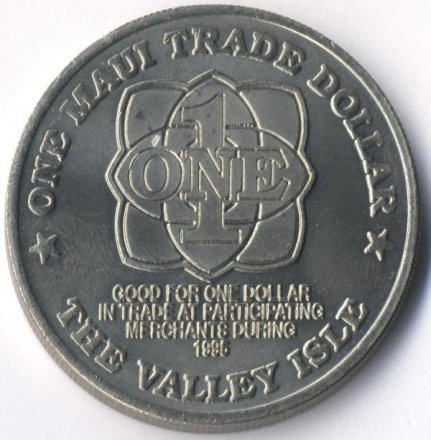 ONE MAUI TRADE DOLLAR
1
ONE
GOOD FOR ONE DOLLAR
IN TRADE AT PARTICIPATING
MERCHANTS DURING
1995
THE VALLEY ISLE